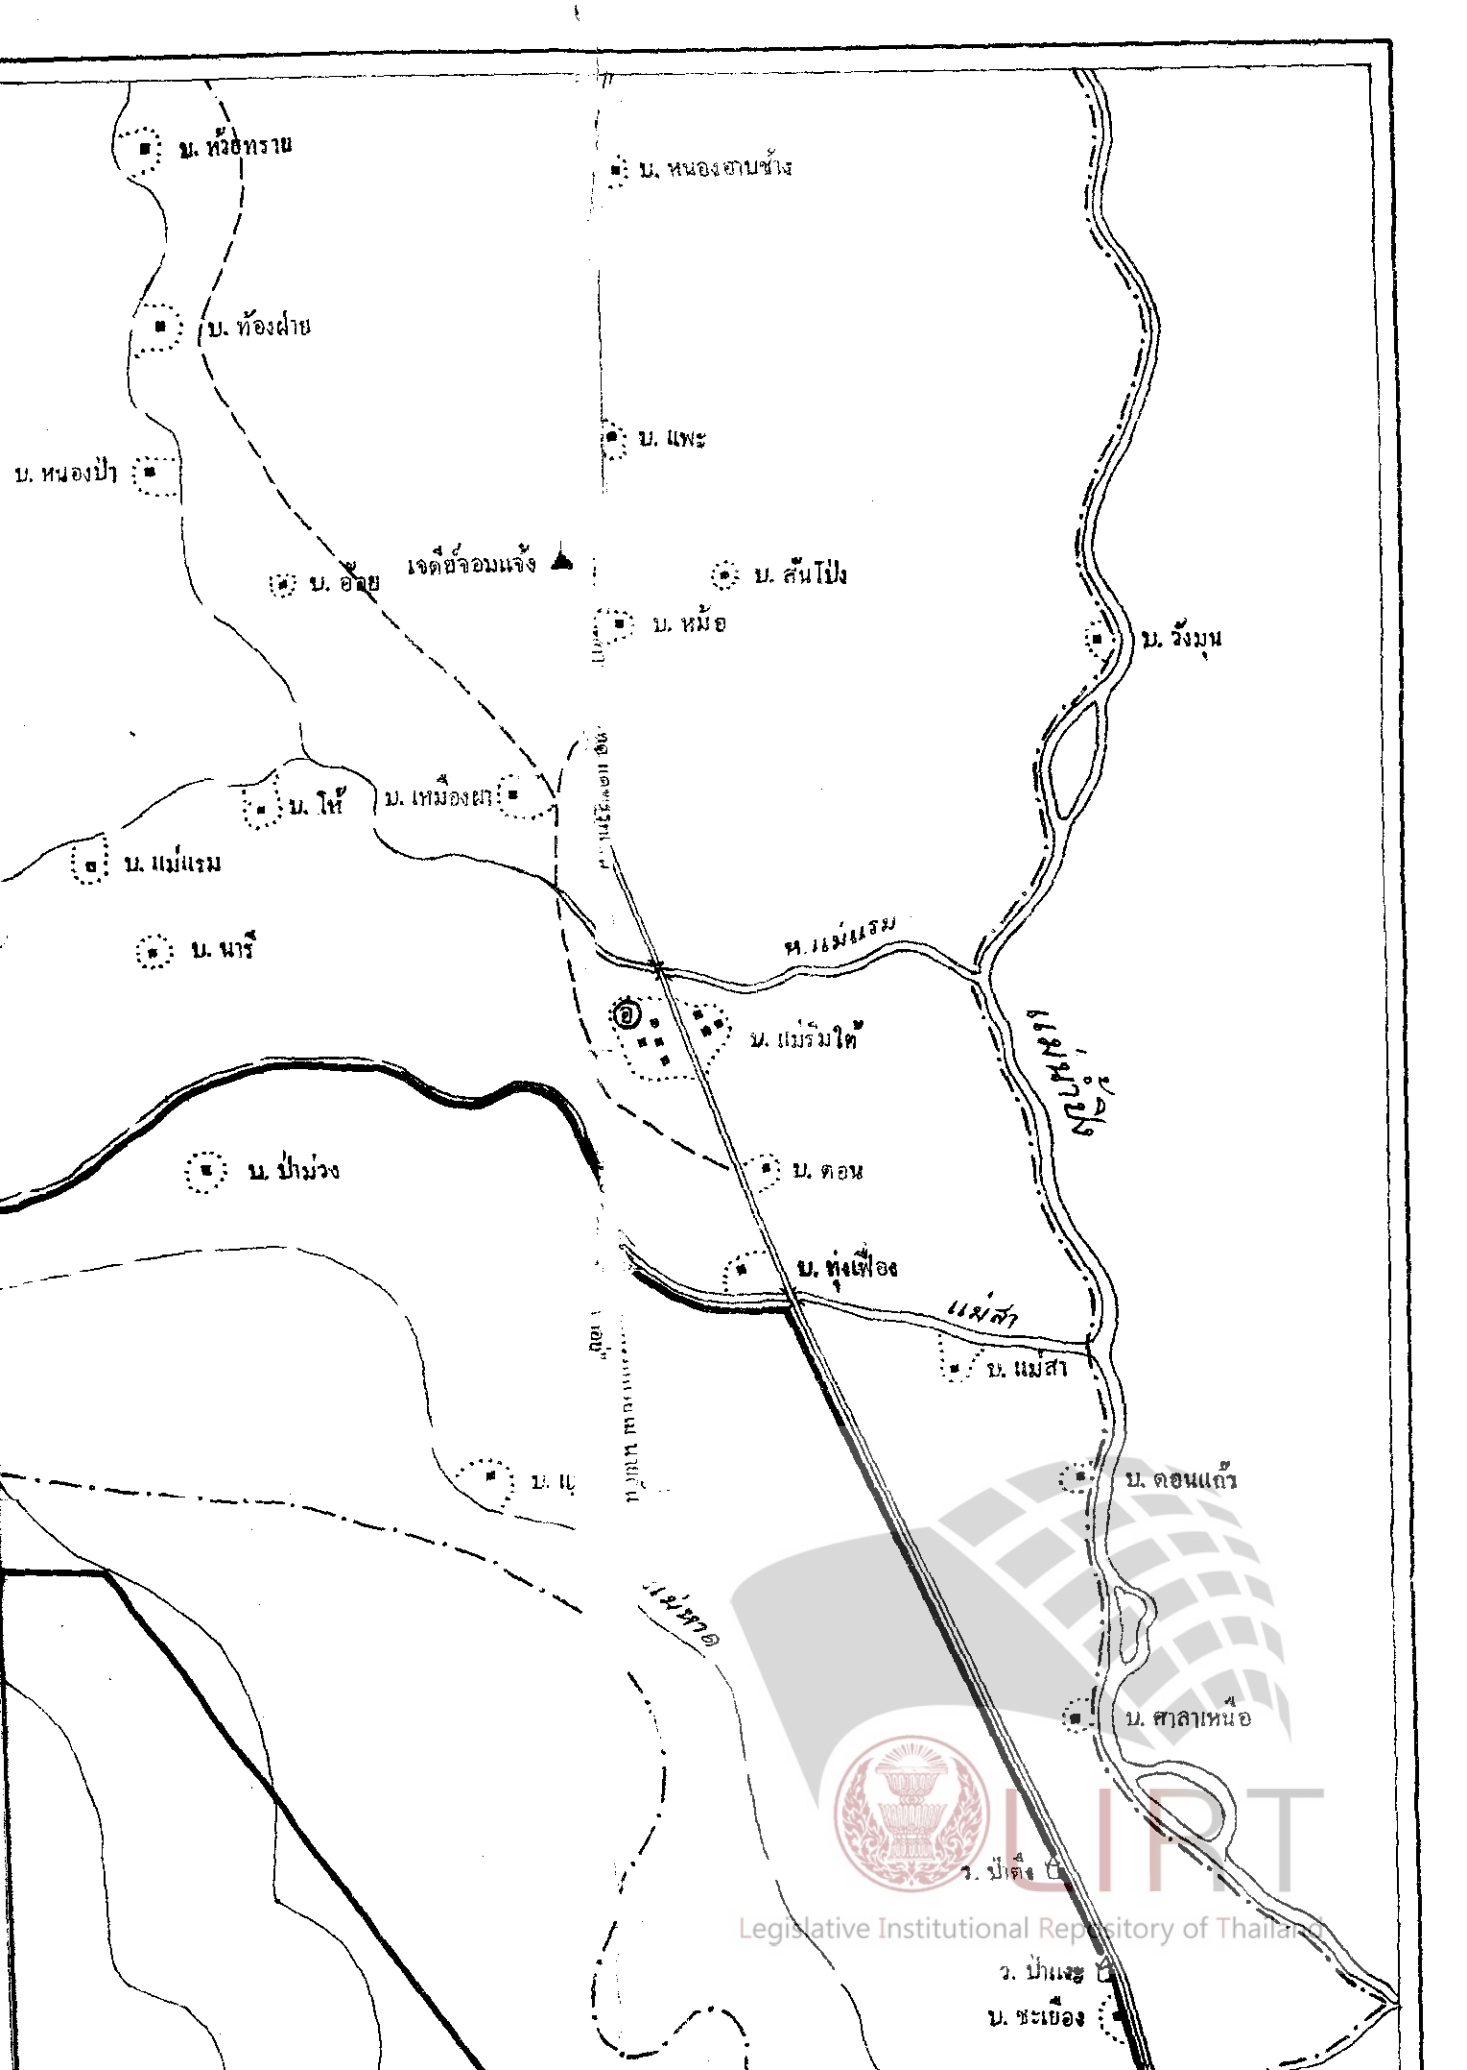 บ. ห้วยทราย
บ. หนองอาบช้าง
บ. ท้องฝาย
บ. แพะ
บ. หนองป่า
เจดีย์จอมแจ้ง
บ. อ้อย
บ. สันโป่ง
บ. หม้อ
บ. วังมุน
บ. เหมืองผา
บ. โห้
บ. แม่แรม
ห. แม่แรม
บ. นารี
อ
บ. แม่ริมใต้
แม่น้ำปิง
บ. ป่าม่วง
บ. ดอน
บ. ทุ่งเฟื่อง
แม่สา
บ. แม่สา
บ. ดอนแก้ว
แม่หาด
บ. ศาลาเหนือ
LIRT
ว. ป่าตึง
Legislative Institutional Repository of Thailand
ว. ป่าแงะ
บ. ชะเยือง